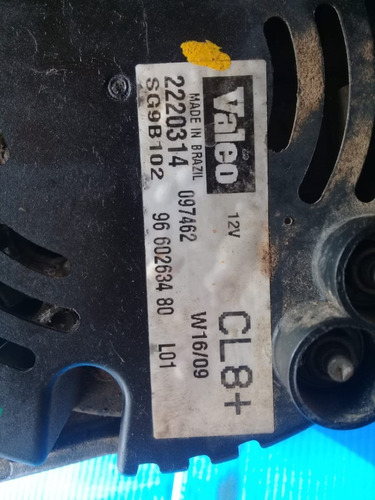 Valeo
12V
CL8+
MADE IN BRAZIL 097462
W16/09
2220314
96 602634 80
L01
SG9B102